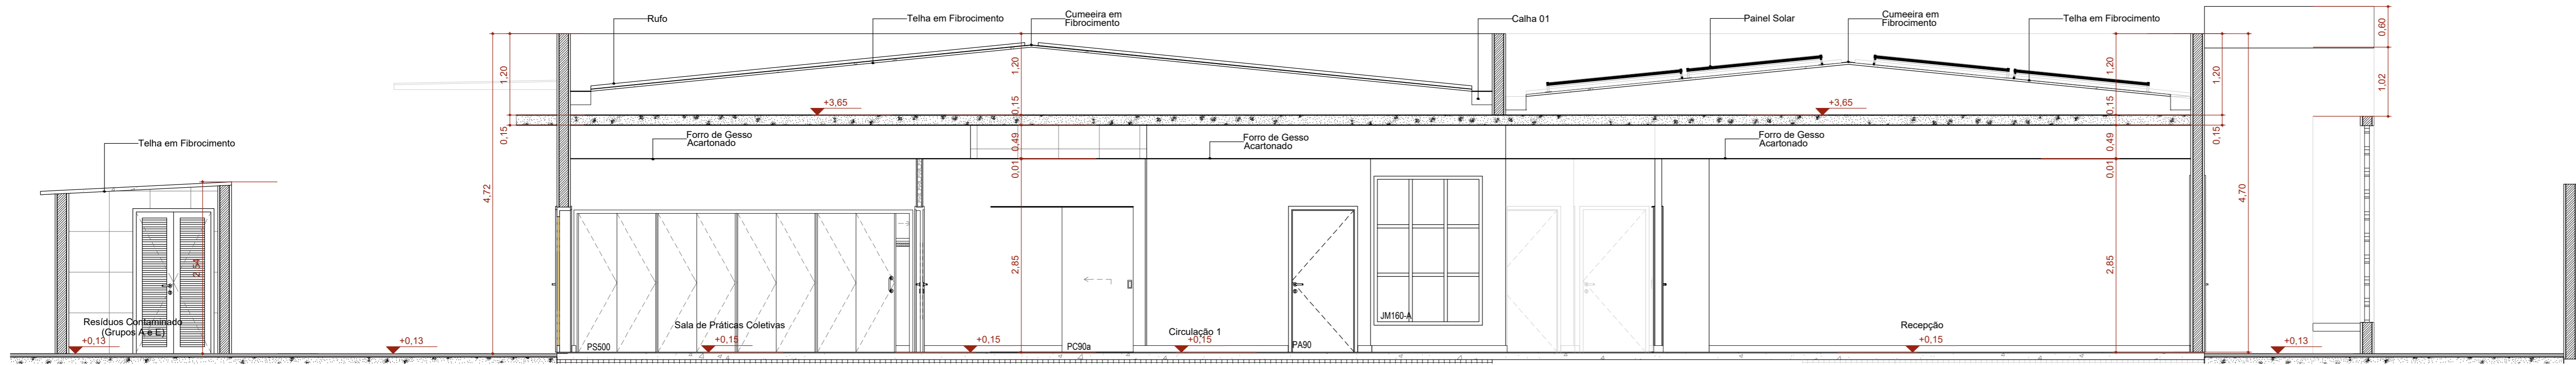 Rufo
Telha em Fibrocimento
Cumeeira em
Fibrocimento
Calha 01
Painel Solar
Cumeeira em
Fibrocimento
Telha em Fibrocimento
0,60
1,20
1,20
1,20
1,20
1,02
+3,65
+3,65
0,15
0,15
0,15
0,15
Telha em Fibrocimento
Forro de Gesso
Acartonado
Forro de Gesso
Acartonado
Forro de Gesso
Acartonado
0,49
0,49
0,01
0,01
4,72
4,70
2,54
2,85
2,85
JM160-A
Resíduos Contaminado
(Grupos A e E)
Sala de Práticas Coletivas
Circulação 1
Recepção
+0,13
+0,13
PS500
+0,15
+0,15
PC90a
+0,15
PA90
+0,15
+0,13